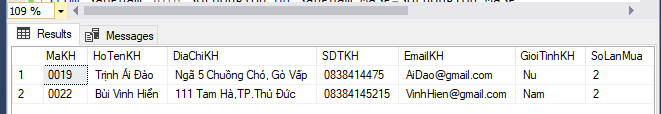 109 %
Results Messages
MaKH HoTenKH DiaChiKH SDTKH EmailKH GioiTinhKH SoLanMua
1 0019 Trịnh Ái Đào Ngã 5 Chuồng Chó, Gò Vấp 0838414475 AiDao@gmail.com Nu 2
2 0022 Bùi Vinh Hiển 111 Tam Hà,TP.Thủ Đức 08384145215 VinhHien@gmail.com Nam 2